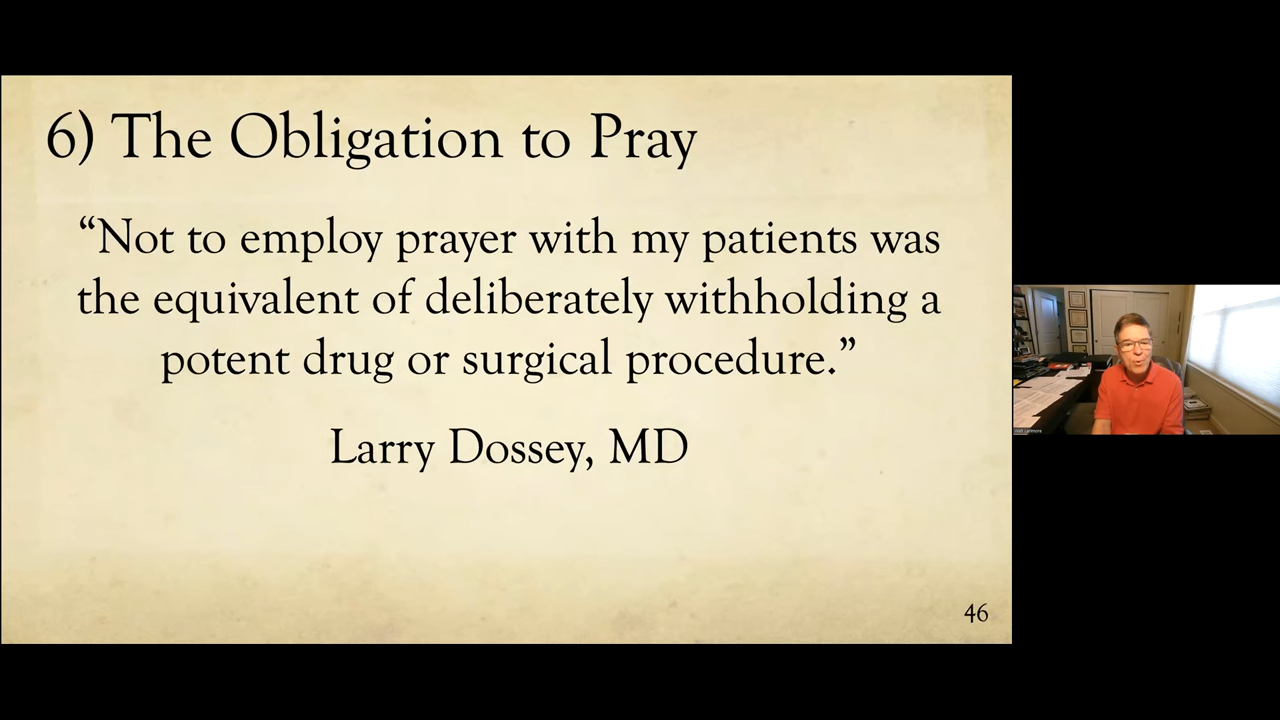 6) The Obligation to Pray
“Not to employ prayer with my patients was
the equivalent of deliberately withholding a
potent drug or surgical procedure.”
Larry Dossey, MD
46